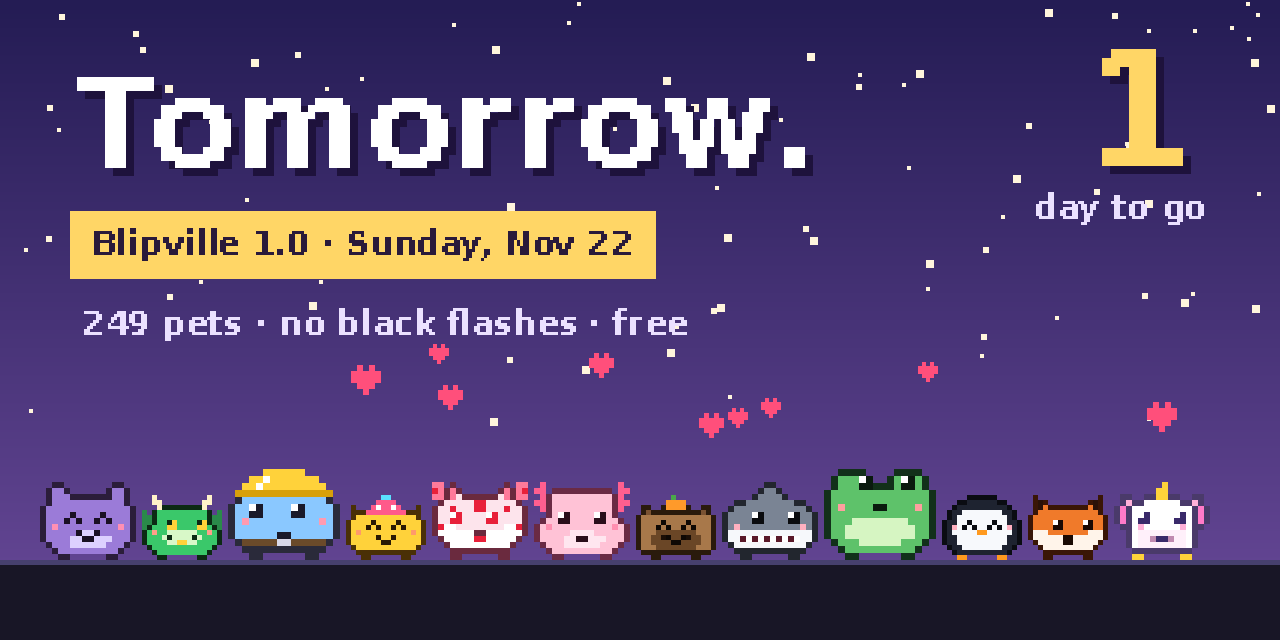 Tomorrow.
1
day to go
Blipville 1.0 · Sunday, Nov 22
249 pets · no black flashes · free